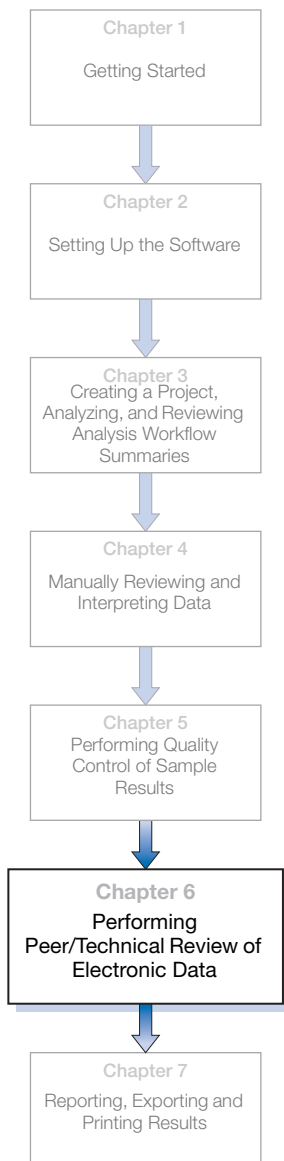 Chapter 1
Getting Started
Chapter 2
Setting Up the Software
Chapter 3
Creating a Project,
Analyzing, and Reviewing
Analysis Workflow
Summaries
Chapter 4
Manually Reviewing and
Interpreting Data
Chapter 5
Performing Quality
Control of Sample
Results
Chapter 6
Performing
Peer/Technical Review of
Electronic Data
Chapter 7
Reporting, Exporting and
Printing Results